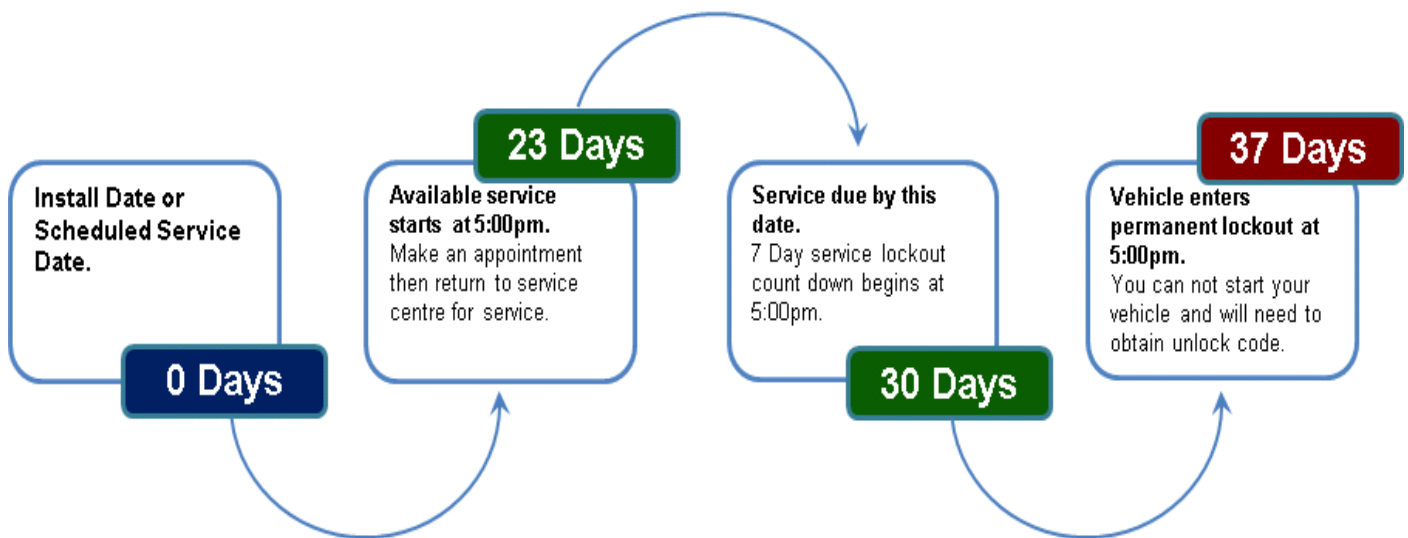 Install Date or
Scheduled Service
Date.
0 Days
23 Days
Available service
starts at 5:00pm.
Make an appointment
then return to service
centre for service.
Service due by this
date.
7 Day service lockout
count down begins at
5:00pm.
30 Days
37 Days
Vehicle enters
permanent lockout at
5:00pm.
You can not start your
vehicle and will need to
obtain unlock code.